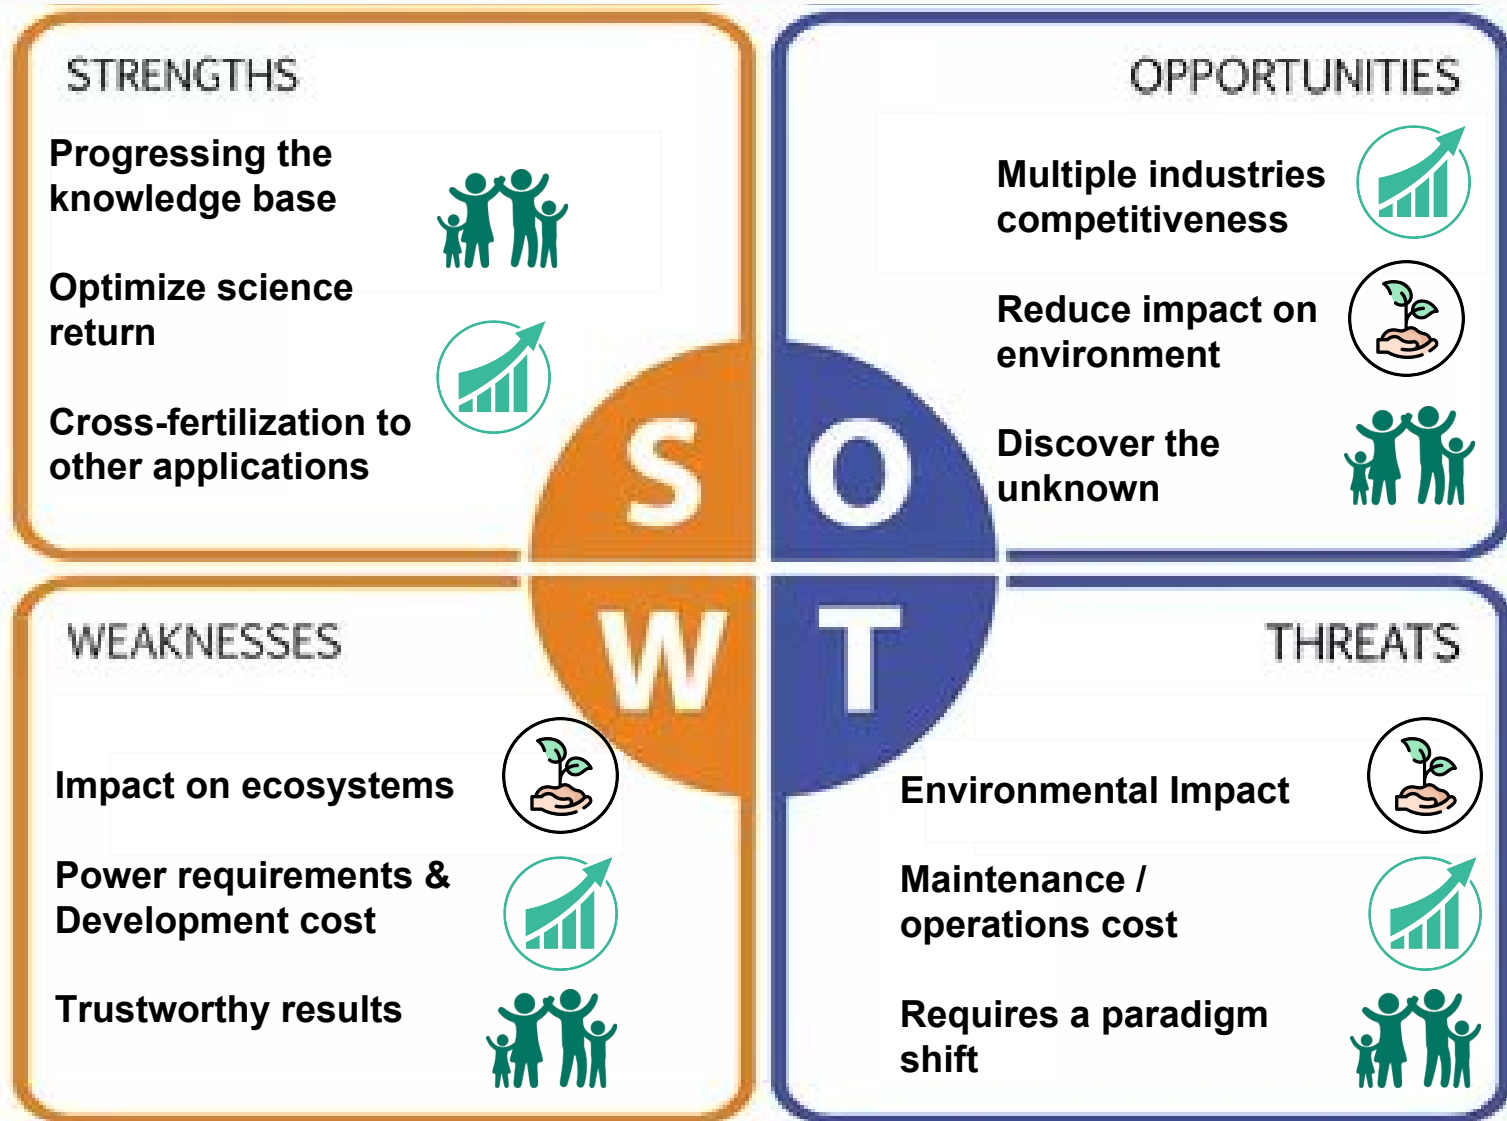 STRENGTHS
Progressing the
knowledge base
Optimize science
return
Cross-fertilization to
other applications
OPPORTUNITIES
Multiple industries
competitiveness
Reduce impact on
environment
Discover the
unknown
S
O
W
T
WEAKNESSES
Impact on ecosystems
Power requirements &
Development cost
Trustworthy results
THREATS
Environmental Impact
Maintenance /
operations cost
Requires a paradigm
shift